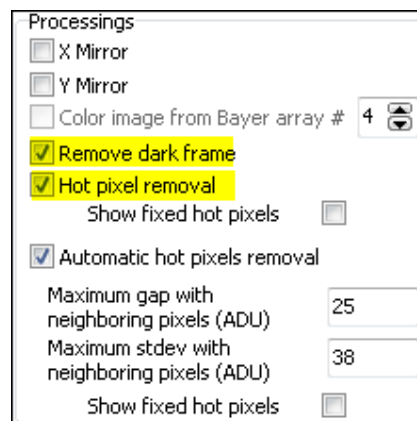 Processings
X Mirror
Y Mirror
Color image from Bayer array # 4
Remove dark frame
Hot pixel removal
Show fixed hot pixels
Automatic hot pixels removal
Maximum gap with
neighboring pixels (ADU) 25
Maximum stdev with
neighboring pixels (ADU) 38
Show fixed hot pixels